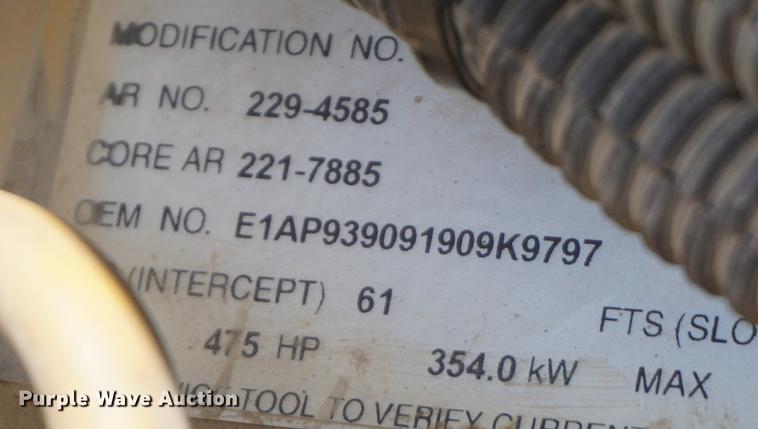 MODIFICATION NO.
AR NO. 229-4585
CORE AR 221-7885
OEM NO. E1AP939091909K9797
(INTERCEPT) 61 FTS (SLO
475 HP 354.0 kW MAX
TOOL TO VERIFY CURRENT
Purple Wave Auction